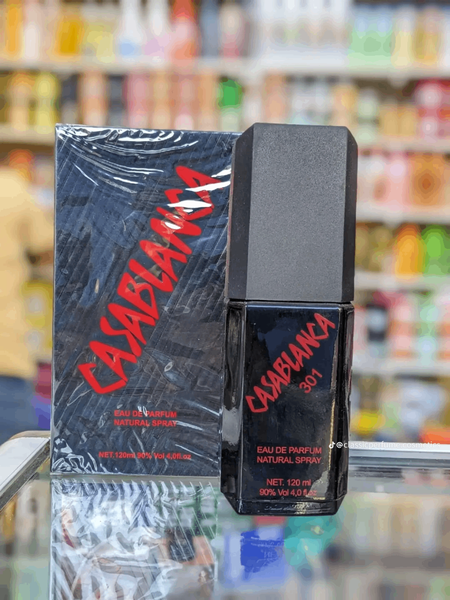 CASABLANCA
EAU DE PARFUM
NATURAL SPRAY
NET. 120ml 90% Vol 4,0fl.oz
CASABLANCA
301
EAU DE PARFUM
NATURAL SPRAY
NET. 120 ml
90% Vol 4,0 fl.oz